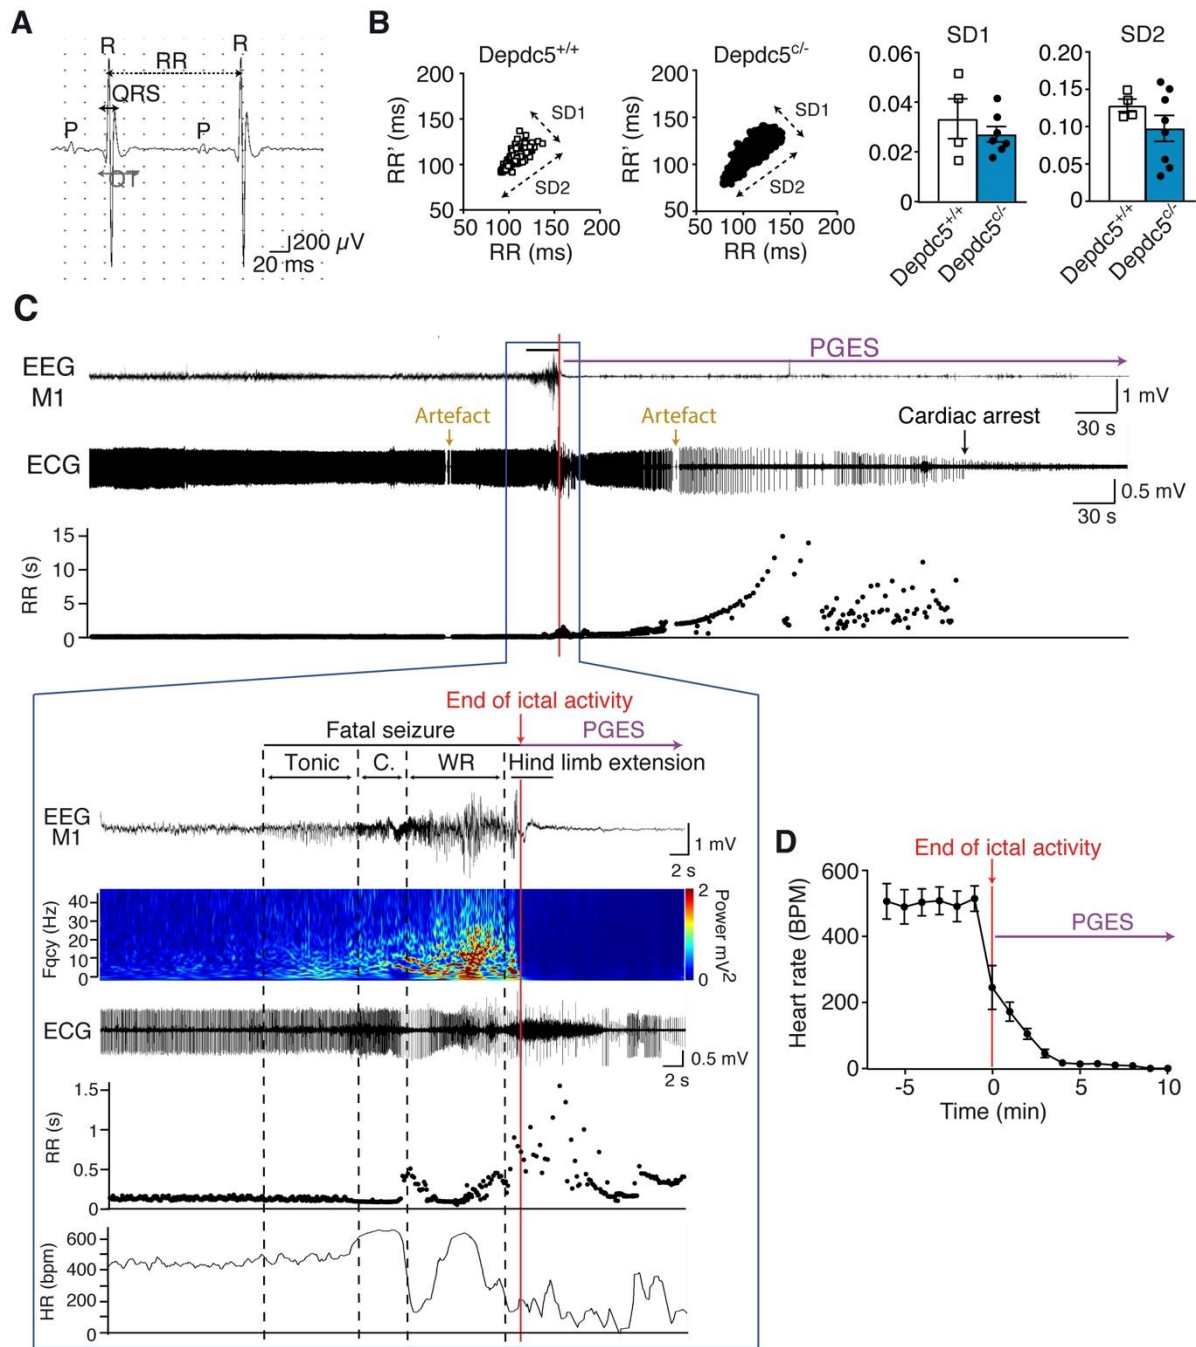 A
R
R
RR
QRS
P
P
QT
200 µV
20 ms
B
Depdc5+/+
200
150
100
50
RR' (ms)
SD1
SD2
50 100 150 200
RR (ms)
Depdc5c/-
200
150
100
50
RR' (ms)
SD1
SD2
50 100 150 200
RR (ms)
SD1
0.06
0.04
0.02
0
Depdc5+/+
Depdc5c/-
SD2
0.20
0.15
0.10
0.05
0
Depdc5+/+
Depdc5c/-
C
EEG
M1
PGES
1 mV
30 s
Artefact
Artefact
Cardiac arrest
ECG
0.5 mV
30 s
RR (s)
15
10
5
0
End of ictal activity
Fatal seizure
PGES
Tonic
C.
WR
Hind limb extension
EEG
M1
1 mV
2 s
Fqcy (Hz)
40
30
20
10
0
2
0
Power mV2
ECG
0.5 mV
2 s
RR (s)
1.5
1
0.5
0
HR (bpm)
600
400
200
0
D
End of ictal activity
PGES
Heart rate (BPM)
600
400
200
0
-5 0 5 10
Time (min)